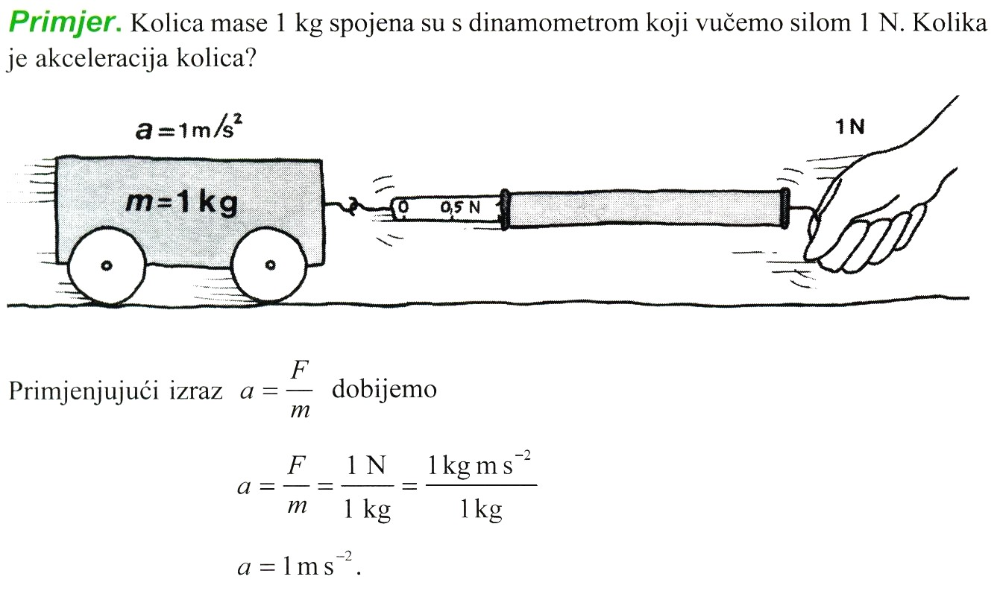 Primjer. Kolica mase 1 kg spojena su s dinamometrom koji vučemo silom 1 N. Kolika
je akceleracija kolica?
a = 1 m/s²
1 N
m = 1 kg
0 0,5 N 1
Primjenjujući izraz a = F/m dobijemo
a = F/m = 1 N/1 kg = 1 kg m s⁻²/1 kg
a = 1 m s⁻².